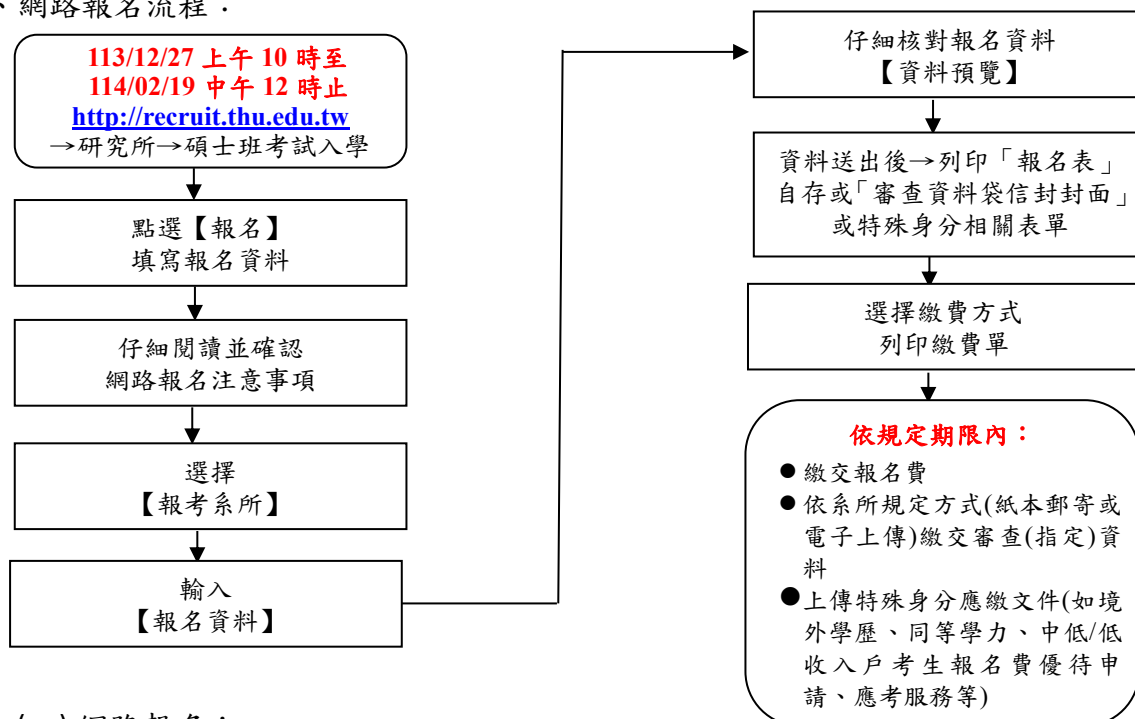 、網路報名流程：
113/12/27 上午 10 時至
114/02/19 中午 12 時止
http://recruit.thu.edu.tw
→研究所→碩士班考試入學
點選【報名】
填寫報名資料
仔細閱讀並確認
網路報名注意事項
選擇
【報考系所】
輸入
【報名資料】
仔細核對報名資料
【資料預覽】
資料送出後→列印「報名表」
自存或「審查資料袋信封封面」
或特殊身分相關表單
選擇繳費方式
列印繳費單
依規定期限內：
●繳交報名費
●依系所規定方式(紙本郵寄或
電子上傳)繳交審查(指定)資
料
●上傳特殊身分應繳文件(如境
外學歷、同等學力、中低/低
收入戶考生報名費優待申
請、應考服務等)
網路報名：